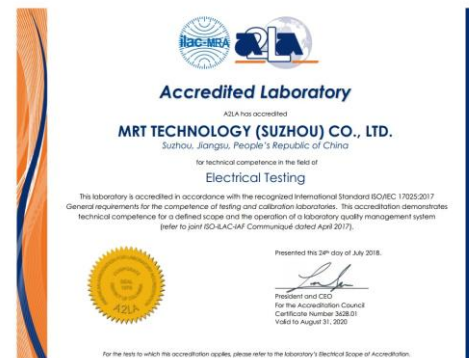 ilac-MRA
A2LA
Accredited Laboratory
A2LA has accredited
MRT TECHNOLOGY (SUZHOU) CO., LTD.
Suzhou, Jiangsu, People's Republic of China
for technical competence in the field of
Electrical Testing
This laboratory is accredited in accordance with the recognized International Standard ISO/IEC 17025:2017
General requirements for the competence of testing and calibration laboratories. This accreditation demonstrates
technical competence for a defined scope and the operation of a laboratory quality management system
(refer to joint ISO-ILAC-IAF Communiqué dated April 2017).
Presented this 24th day of July 2018.
President and CEO
For the Accreditation Council
Certificate Number 3628.01
Valid to August 31, 2020
SEAL
A2LA
For the tests to which this accreditation applies, please refer to the laboratory's Electrical Scope of Accreditation.